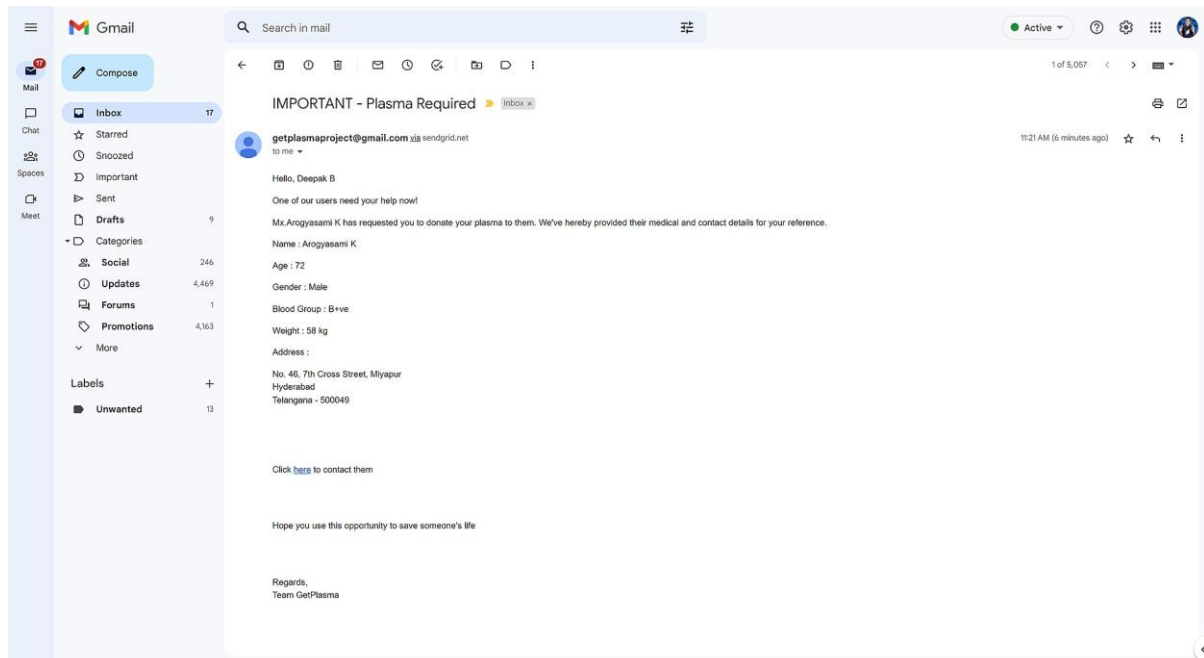 Gmail
Search in mail
Active
17
Mail
Compose
1 of 5,057
Inbox 17
IMPORTANT - Plasma Required Inbox x
Chat
Starred
getplasmaproject@gmail.com via sendgrid.net 11:21 AM (6 minutes ago)
to me
Snoozed
Spaces
Important
Hello, Deepak B
Sent
One of our users need your help now!
Meet
Drafts 9
Mx.Arogyasami K has requested you to donate your plasma to them. We've hereby provided their medical and contact details for your reference.
Categories
Name : Arogyasami K
Social 246
Age : 72
Updates 4,469
Gender : Male
Forums 1
Blood Group : B+ve
Promotions 4,163
Weight : 58 kg
More
Address :
No. 46, 7th Cross Street, Miyapur
Labels +
Hyderabad
Telangana - 500049
Unwanted 13
Click here to contact them
Hope you use this opportunity to save someone's life
Regards,
Team GetPlasma